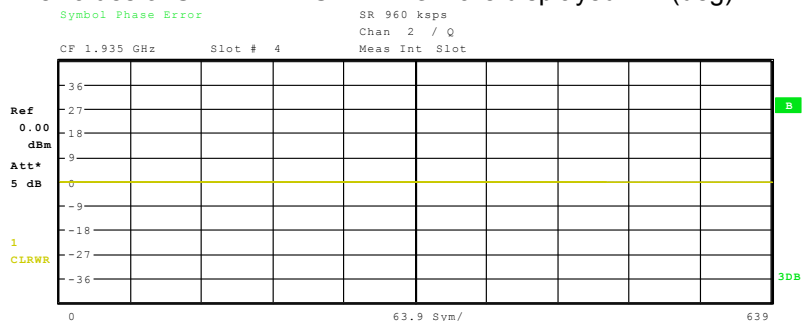 Symbol Phase Error
SR 960 ksps
Chan 2 / Q
CF 1.935 GHz Slot # 4 Meas Int Slot
36
Ref 27 B
0.00 18
dBm
9
Att*
5 dB 0
-9
-18
1
-27
CLRWR
-36 3DB
0 63.9 Sym/ 639